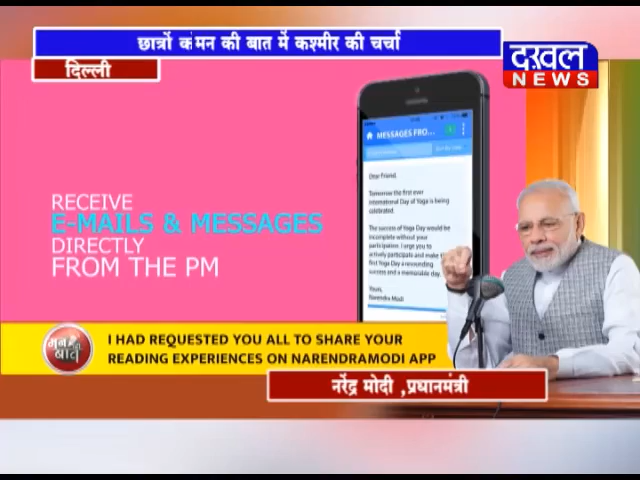 छात्रों के मन की बात में कश्मीर की चर्चा
दिल्ली
दखल
NEWS
MESSAGES FRO...
Dear Friend,
Tomorrow the first ever
International Day of Yoga is being
celebrated.
The success of Yoga Day would be
incomplete without your
participation. I urge you to
actively participate and make the
first Yoga Day a resounding
success and a memorable day.
Yours,
Narendra Modi
RECEIVE
E-MAILS & MESSAGES
DIRECTLY
FROM THE PM
मन की
बात
I HAD REQUESTED YOU ALL TO SHARE YOUR
READING EXPERIENCES ON NARENDRAMODI APP
नरेंद्र मोदी ,प्रधानमंत्री